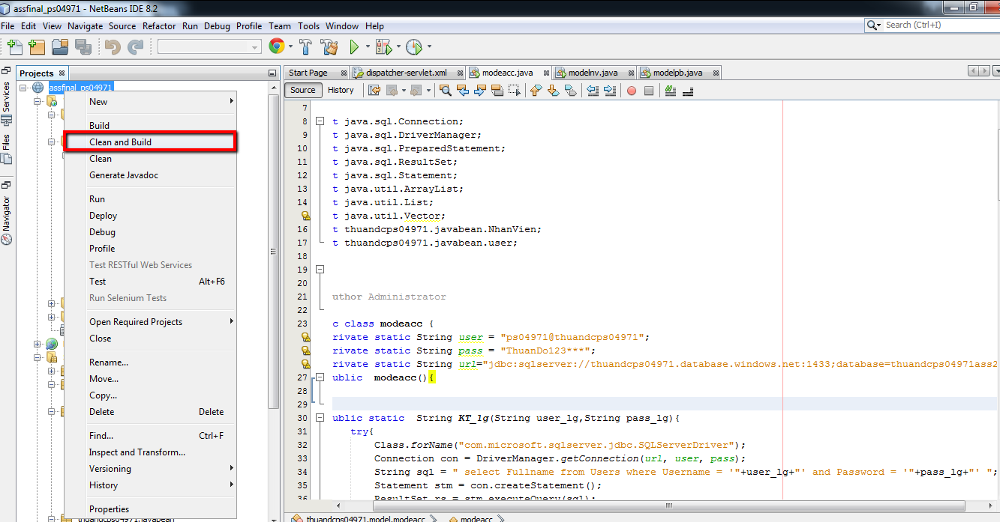 assfinal_ps04971 - NetBeans IDE 8.2
File Edit View Navigate Source Refactor Run Debug Profile Team Tools Window Help
Search (Ctrl+I)
Services
Files
Navigator
Projects
assfinal_ps04971
New
Build
Clean and Build
Clean
Generate Javadoc
Run
Deploy
Debug
Profile
Test RESTful Web Services
Test Alt+F6
Run Selenium Tests
Open Required Projects
Close
Rename...
Move...
Copy...
Delete Delete
Find... Ctrl+F
Inspect and Transform...
Versioning
History
Properties
thuandcps04971.javabean
Start Page dispatcher-servlet.xml modeacc.java modelnv.java modelpb.java
Source History
7
8 t java.sql.Connection;
9 t java.sql.DriverManager;
10 t java.sql.PreparedStatement;
11 t java.sql.ResultSet;
12 t java.sql.Statement;
13 t java.util.ArrayList;
14 t java.util.List;
t java.util.Vector;
16 t thuandcps04971.javabean.NhanVien;
17 t thuandcps04971.javabean.user;
18
19
20
21 uthor Administrator
22
23 c class modeacc {
rivate static String user = "ps04971@thuandcps04971";
rivate static String pass = "ThuanDo123***";
rivate static String url="jdbc:sqlserver://thuandcps04971.database.windows.net:1433;database=thuandcps04971ass2
27 ublic modeacc(){
28
29
30 ublic static String KT_lg(String user_lg,String pass_lg){
31 try{
32 Class.forName("com.microsoft.sqlserver.jdbc.SQLServerDriver");
33 Connection con = DriverManager.getConnection(url, user, pass);
34 String sql = " select Fullname from Users where Username = '"+user_lg+"' and Password = '"+pass_lg+"' ";
35 Statement stm = con.createStatement();
36 ResultSet rs = stm.executeQuery(sql);
thuandcps04971.model.modeacc modeacc